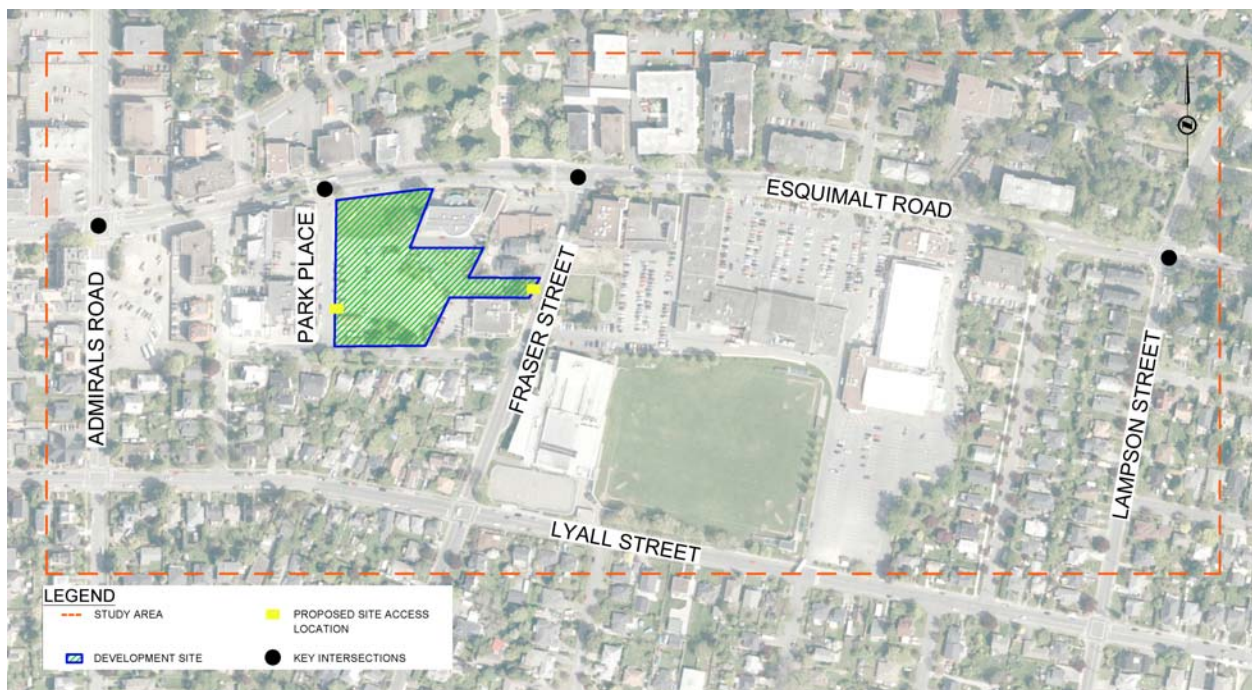 ESQUIMALT ROAD
PARK PLACE
ADMIRALS ROAD
FRASER STREET
LAMPSON STREET
LYALL STREET
LEGEND
STUDY AREA
PROPOSED SITE ACCESS
LOCATION
DEVELOPMENT SITE
KEY INTERSECTIONS